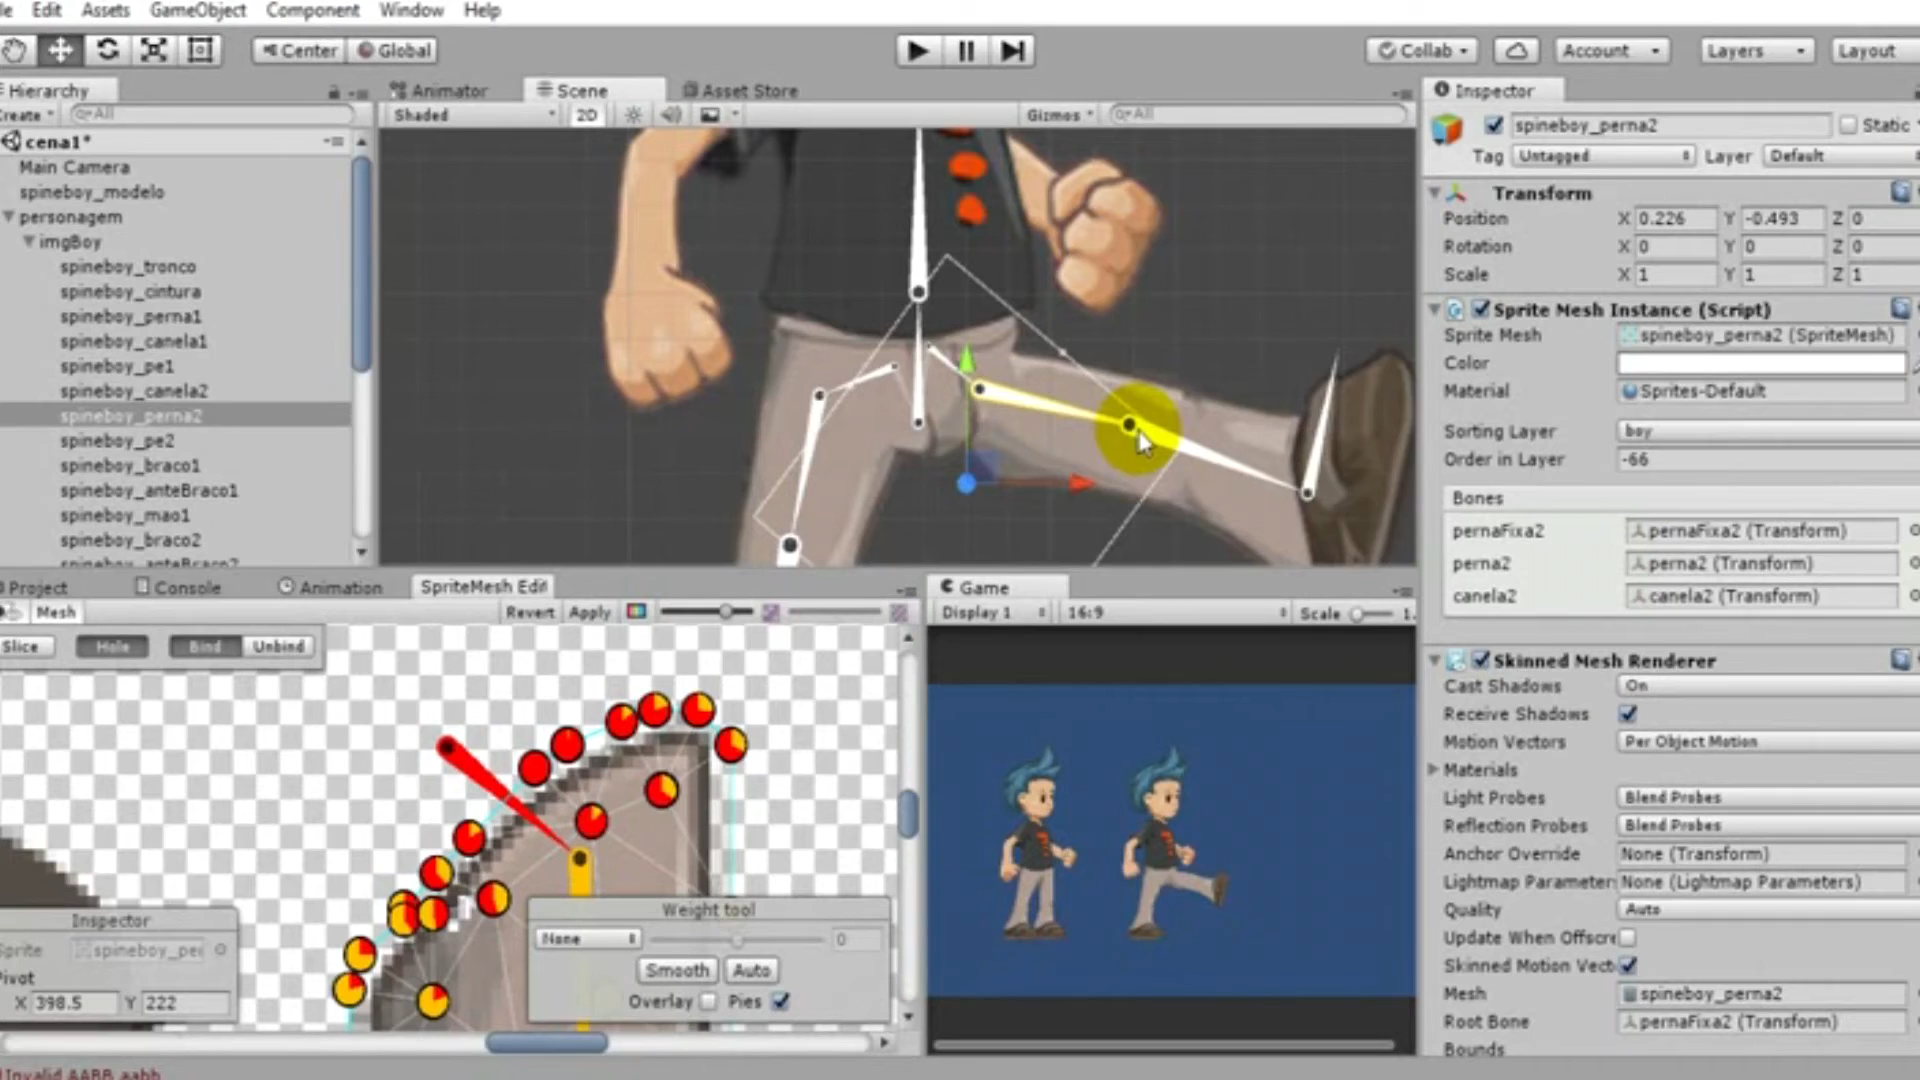 Edit Assets GameObject Component Window Help
Center Global Collab Account Layers Layout
Hierarchy
All
cena1*
Main Camera
spineboy_modelo
personagem
imgBoy
spineboy_tronco
spineboy_cintura
spineboy_perna1
spineboy_canela1
spineboy_pe1
spineboy_canela2
spineboy_perna2
spineboy_pe2
spineboy_braco1
spineboy_anteBraco1
spineboy_mao1
spineboy_braco2
spineboy_anteBraco2
Animator Scene Asset Store
Shaded 2D Gizmos All
Inspector
spineboy_perna2 Static
Tag Untagged Layer Default
Transform
Position X 0.226 Y -0.493 Z 0
Rotation X 0 Y 0 Z 0
Scale X 1 Y 1 Z 1
Sprite Mesh Instance (Script)
Sprite Mesh spineboy_perna2 (SpriteMesh)
Color
Material Sprites-Default
Sorting Layer boy
Order in Layer -66
Bones
pernaFixa2 pernaFixa2 (Transform)
perna2 perna2 (Transform)
canela2 canela2 (Transform)
Skinned Mesh Renderer
Cast Shadows On
Receive Shadows
Motion Vectors Per Object Motion
Materials
Light Probes Blend Probes
Reflection Probes Blend Probes
Anchor Override None (Transform)
Lightmap Parameters None (Lightmap Parameters)
Quality Auto
Update When Offscre
Skinned Motion Vect
Mesh spineboy_perna2
Root Bone pernaFixa2 (Transform)
Bounds
Project Console Animation SpriteMesh Edit
Mesh Revert Apply
Slice Hole Bind Unbind
Inspector
Sprite spineboy_per
Pivot
X 398.5 Y 222
Weight tool
None 0
Smooth Auto
Overlay Pies
Game
Display 1 16:9 Scale 1.
Invalid AABB aabb